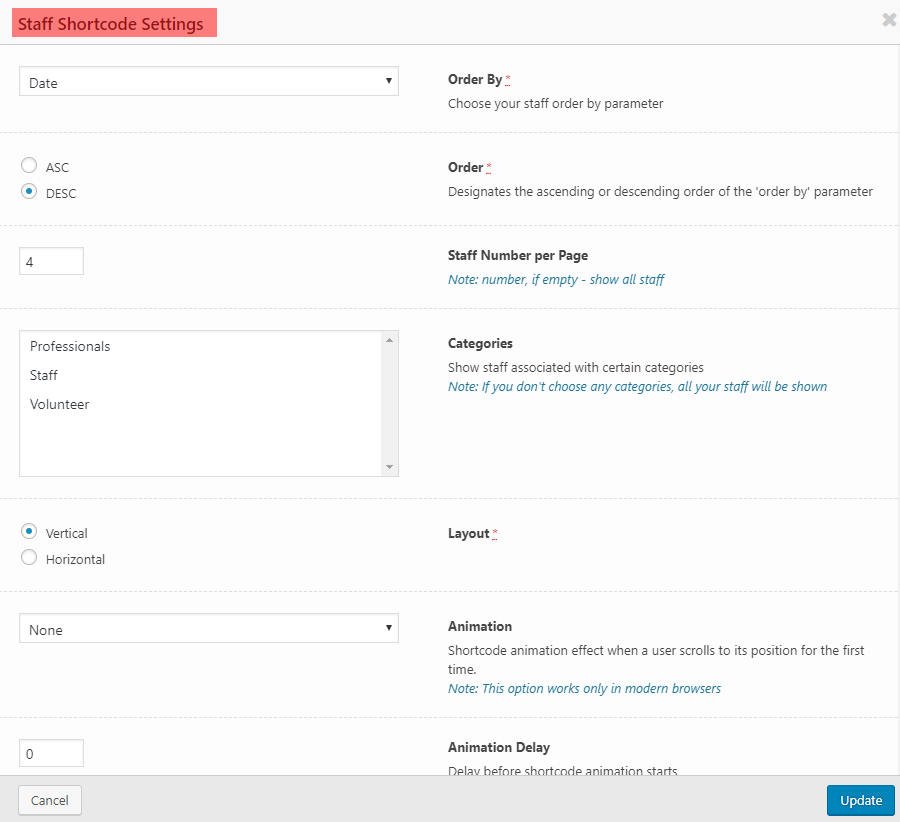 Staff Shortcode Settings
Date
Order By *
Choose your staff order by parameter
ASC
DESC
Order *
Designates the ascending or descending order of the 'order by' parameter
4
Staff Number per Page
Note: number, if empty - show all staff
Professionals
Staff
Volunteer
Categories
Show staff associated with certain categories
Note: If you don't choose any categories, all your staff will be shown
Vertical
Horizontal
Layout *
None
Animation
Shortcode animation effect when a user scrolls to its position for the first
time.
Note: This option works only in modern browsers
0
Animation Delay
Delay before shortcode animation starts
Cancel
Update